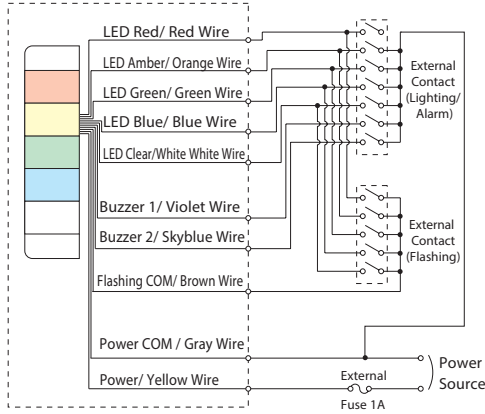 LED Red/ Red Wire
LED Amber/ Orange Wire
LED Green/ Green Wire
LED Blue/ Blue Wire
LED Clear/White White Wire
Buzzer 1/ Violet Wire
Buzzer 2/ Skyblue Wire
Flashing COM/ Brown Wire
Power COM / Gray Wire
Power/ Yellow Wire
External
Contact
(Lighting/
Alarm)
External
Contact
(Flashing)
Power
Source
External
Fuse 1A